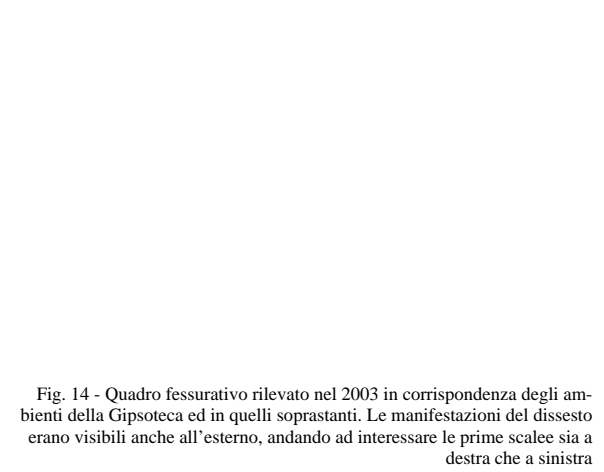 Fig. 14 - Quadro fessurativo rilevato nel 2003 in corrispondenza degli am-
bienti della Gipsoteca ed in quelli soprastanti. Le manifestazioni del dissesto
erano visibili anche all'esterno, andando ad interessare le prime scalee sia a
destra che a sinistra